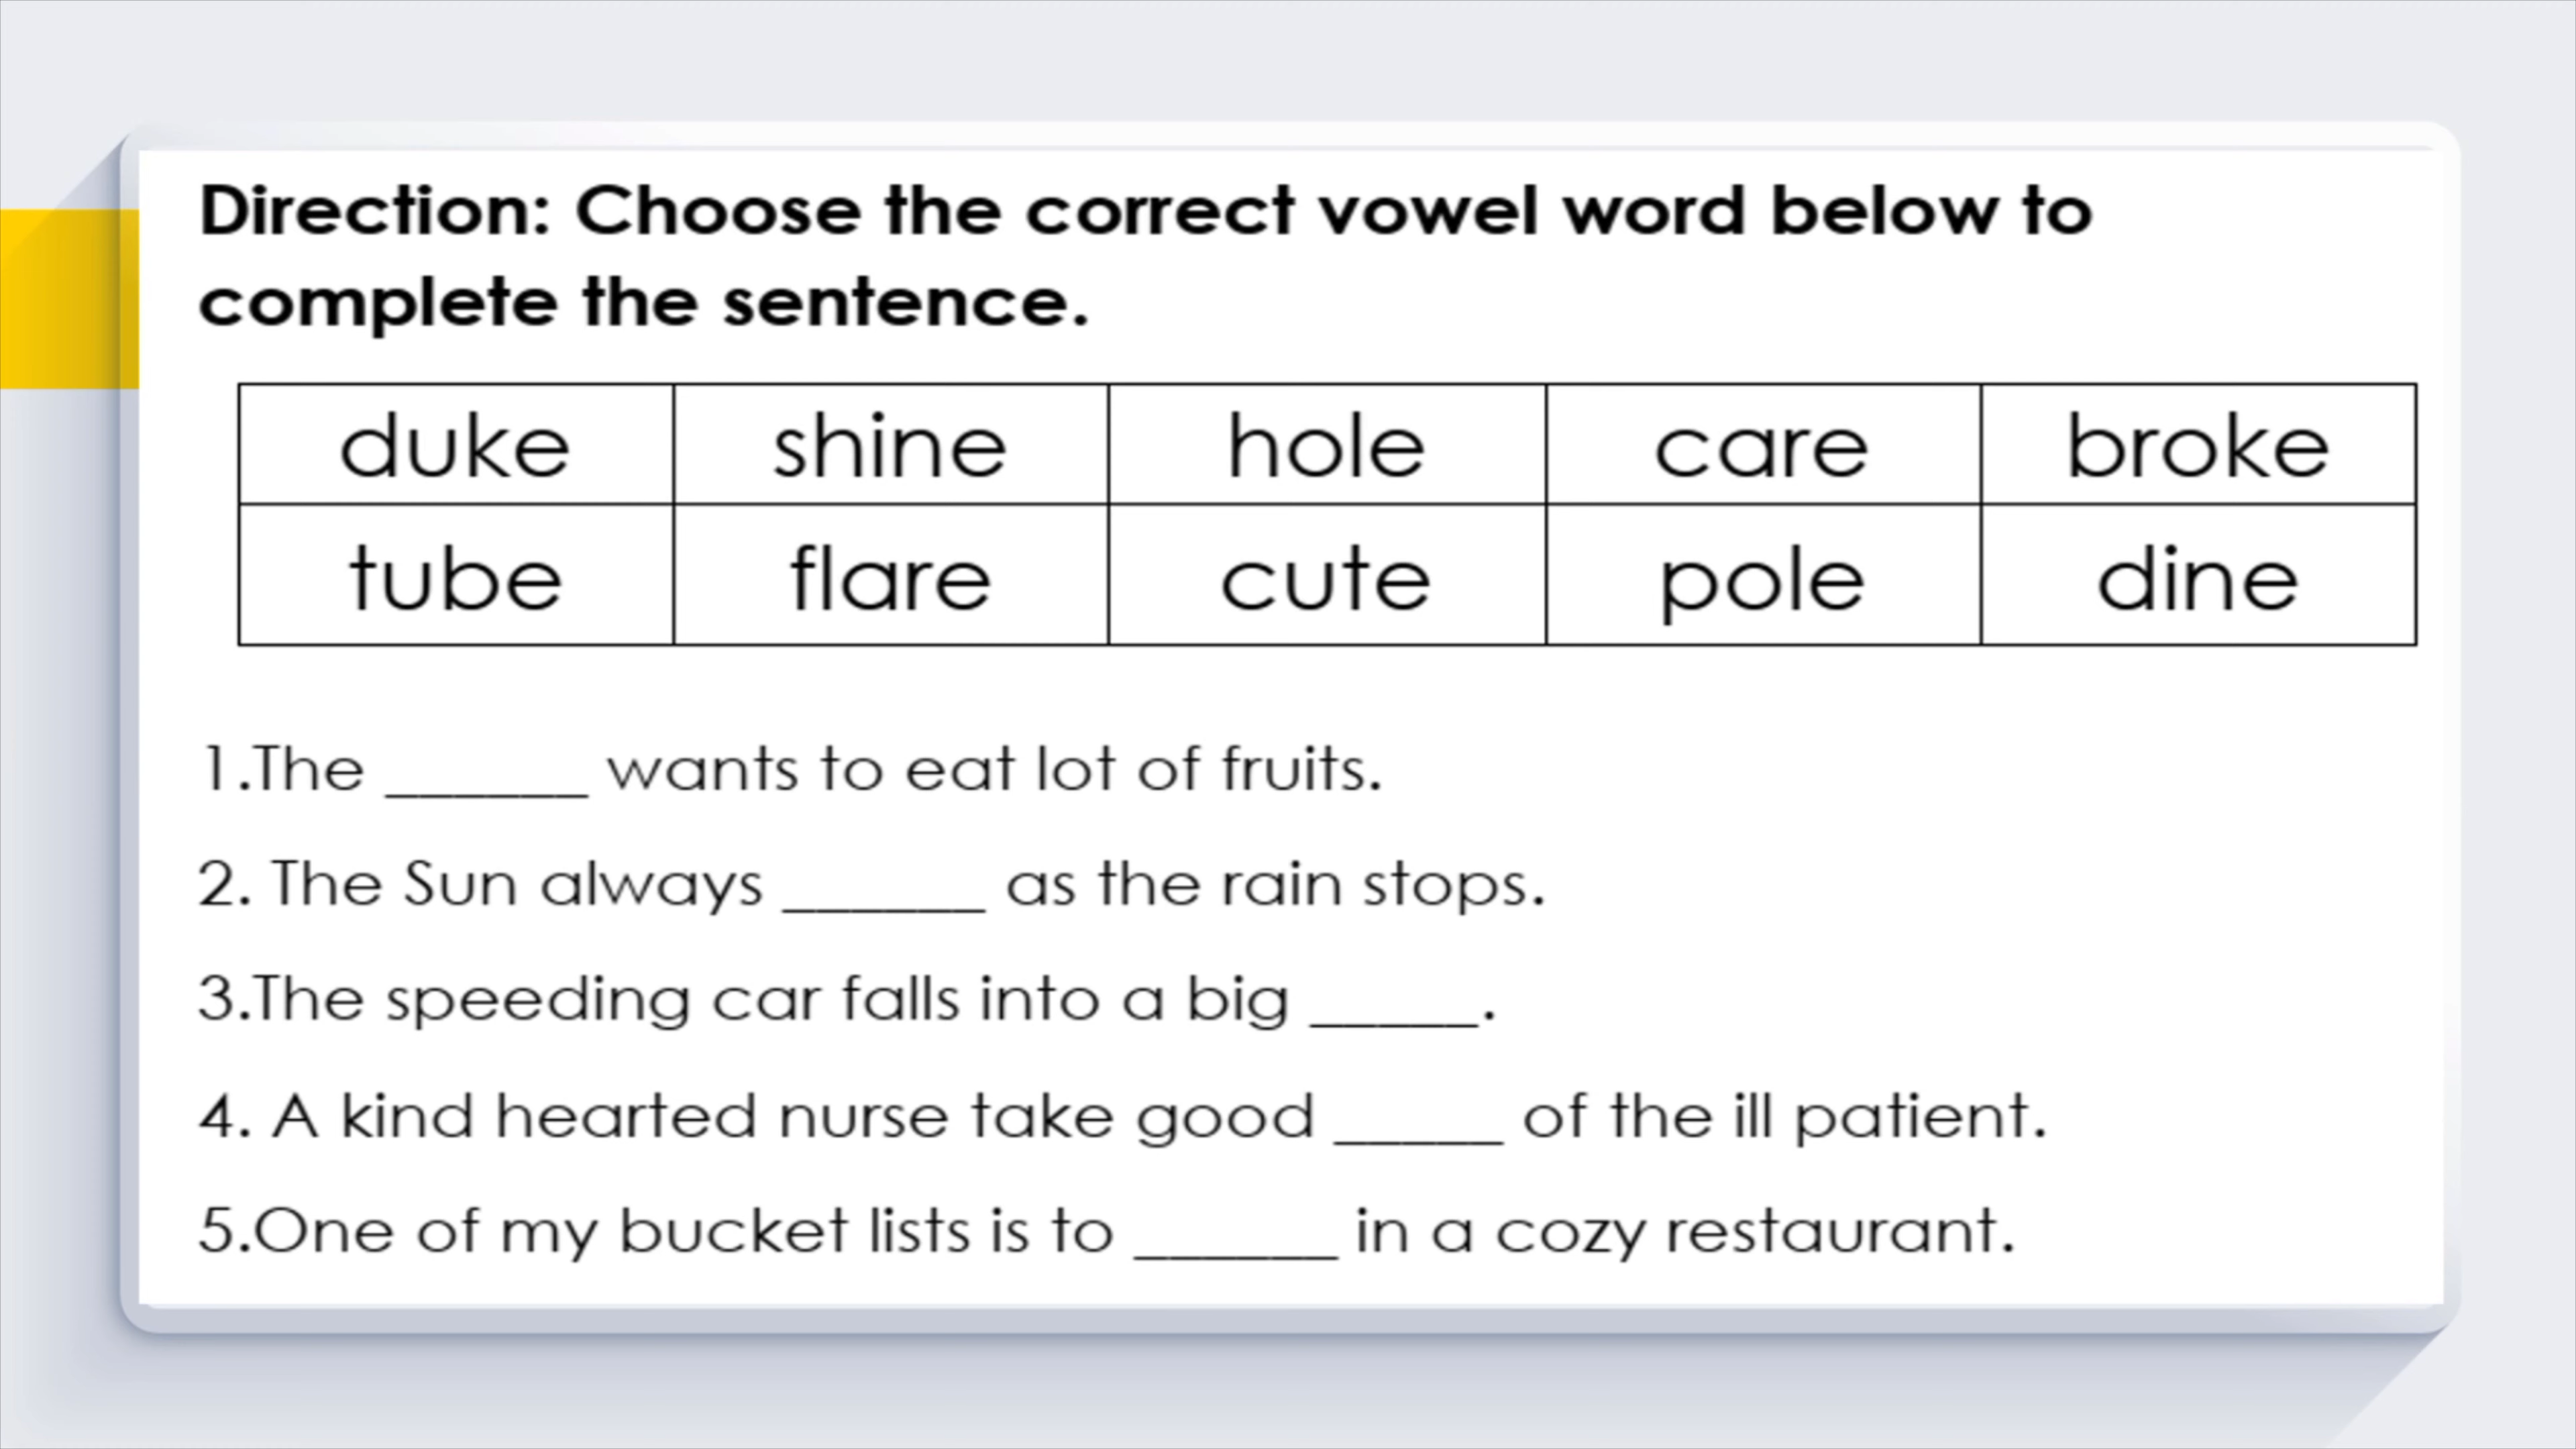 Direction: Choose the correct vowel word below to
complete the sentence.
duke shine hole care broke
tube flare cute pole dine
1.The ______ wants to eat lot of fruits.
2. The Sun always ______ as the rain stops.
3.The speeding car falls into a big _____.
4. A kind hearted nurse take good _____ of the ill patient.
5.One of my bucket lists is to ______ in a cozy restaurant.